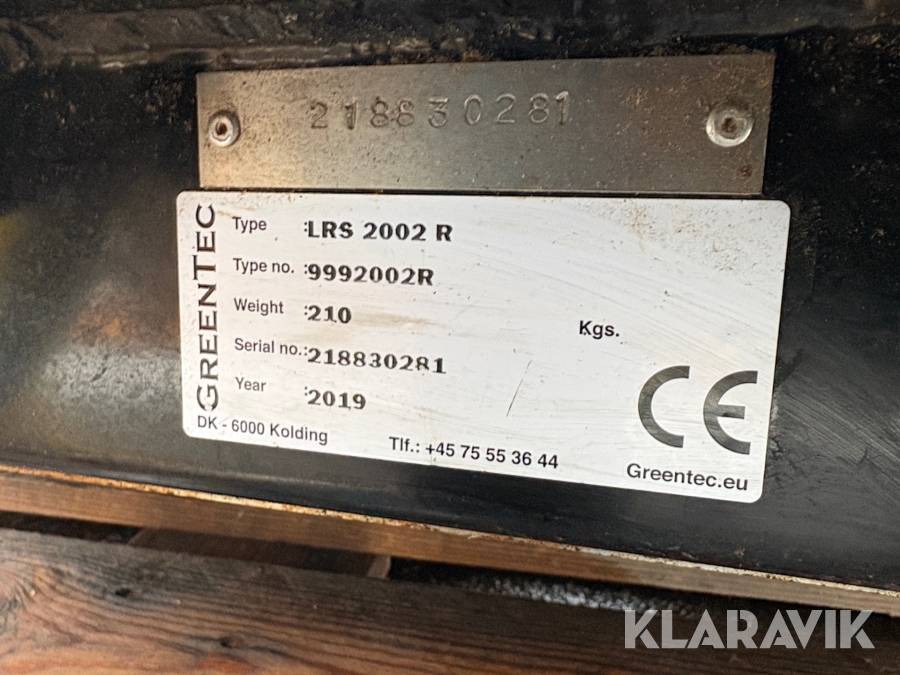 218830281
GREENTEC
Type :LRS 2002 R
Type no. :9992002R
Weight :210 Kgs.
Serial no.:218830281
Year :2019
DK - 6000 Kolding
Tlf.: +45 75 55 36 44
CE
Greentec.eu
KLARAVIK